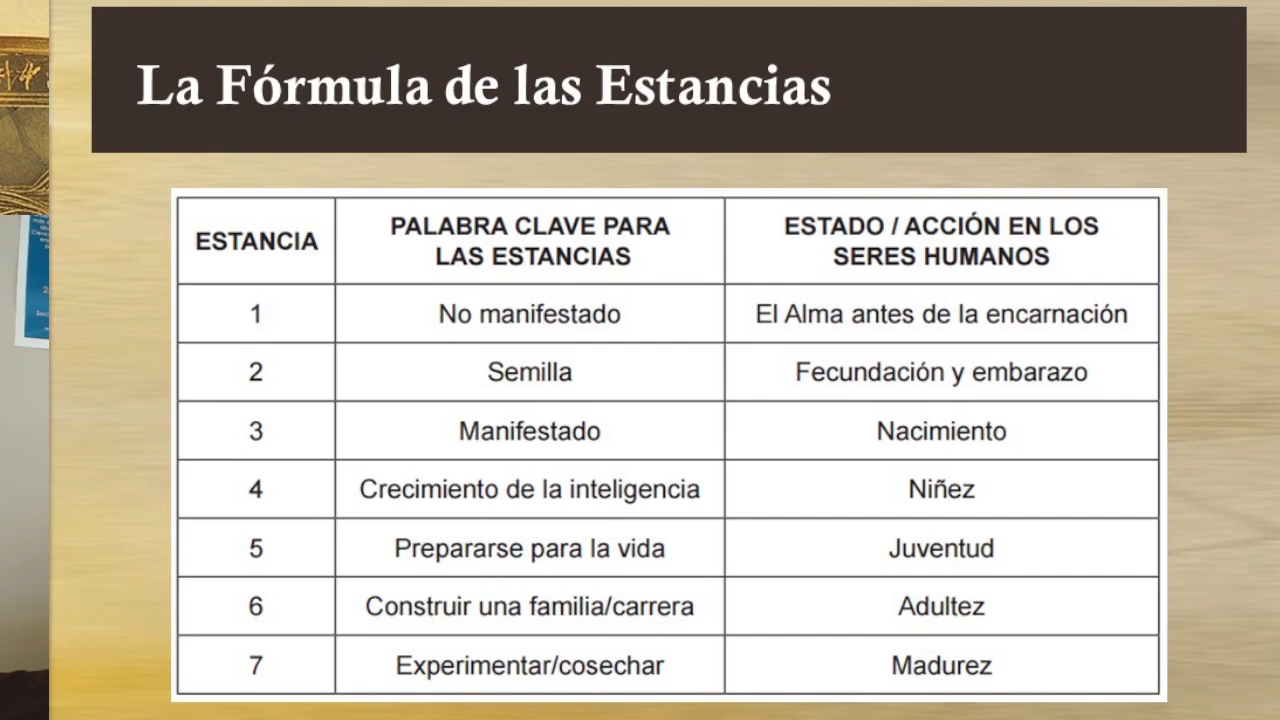 La Fórmula de las Estancias
ESTANCIA
PALABRA CLAVE PARA
LAS ESTANCIAS
ESTADO / ACCIÓN EN LOS
SERES HUMANOS
1 No manifestado El Alma antes de la encarnación
2 Semilla Fecundación y embarazo
3 Manifestado Nacimiento
4 Crecimiento de la inteligencia Niñez
5 Prepararse para la vida Juventud
6 Construir una familia/carrera Adultez
7 Experimentar/cosechar Madurez